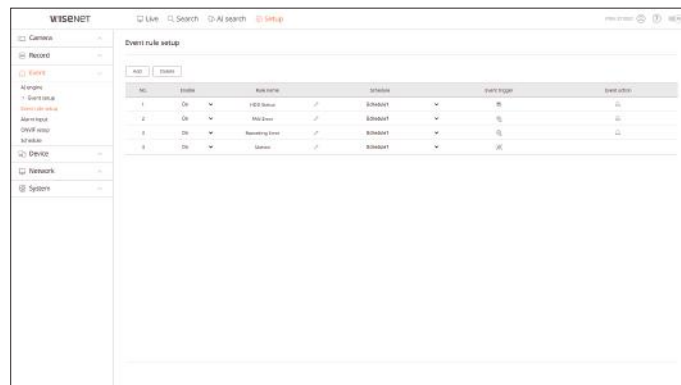 WISENET
Live Search AI search Setup
Camera
Record
Event
AI engine
Event setup
Event rule setup
Alarm input
ONVIF setup
Schedule
Device
Network
System
Event rule setup
Add Delete
NO. Enable Rule name Schedule Event trigger Event action
1 On HDD Status Schedule1
2 On Schedule1
3 On Recording Error Schedule1
4 On Schedule1